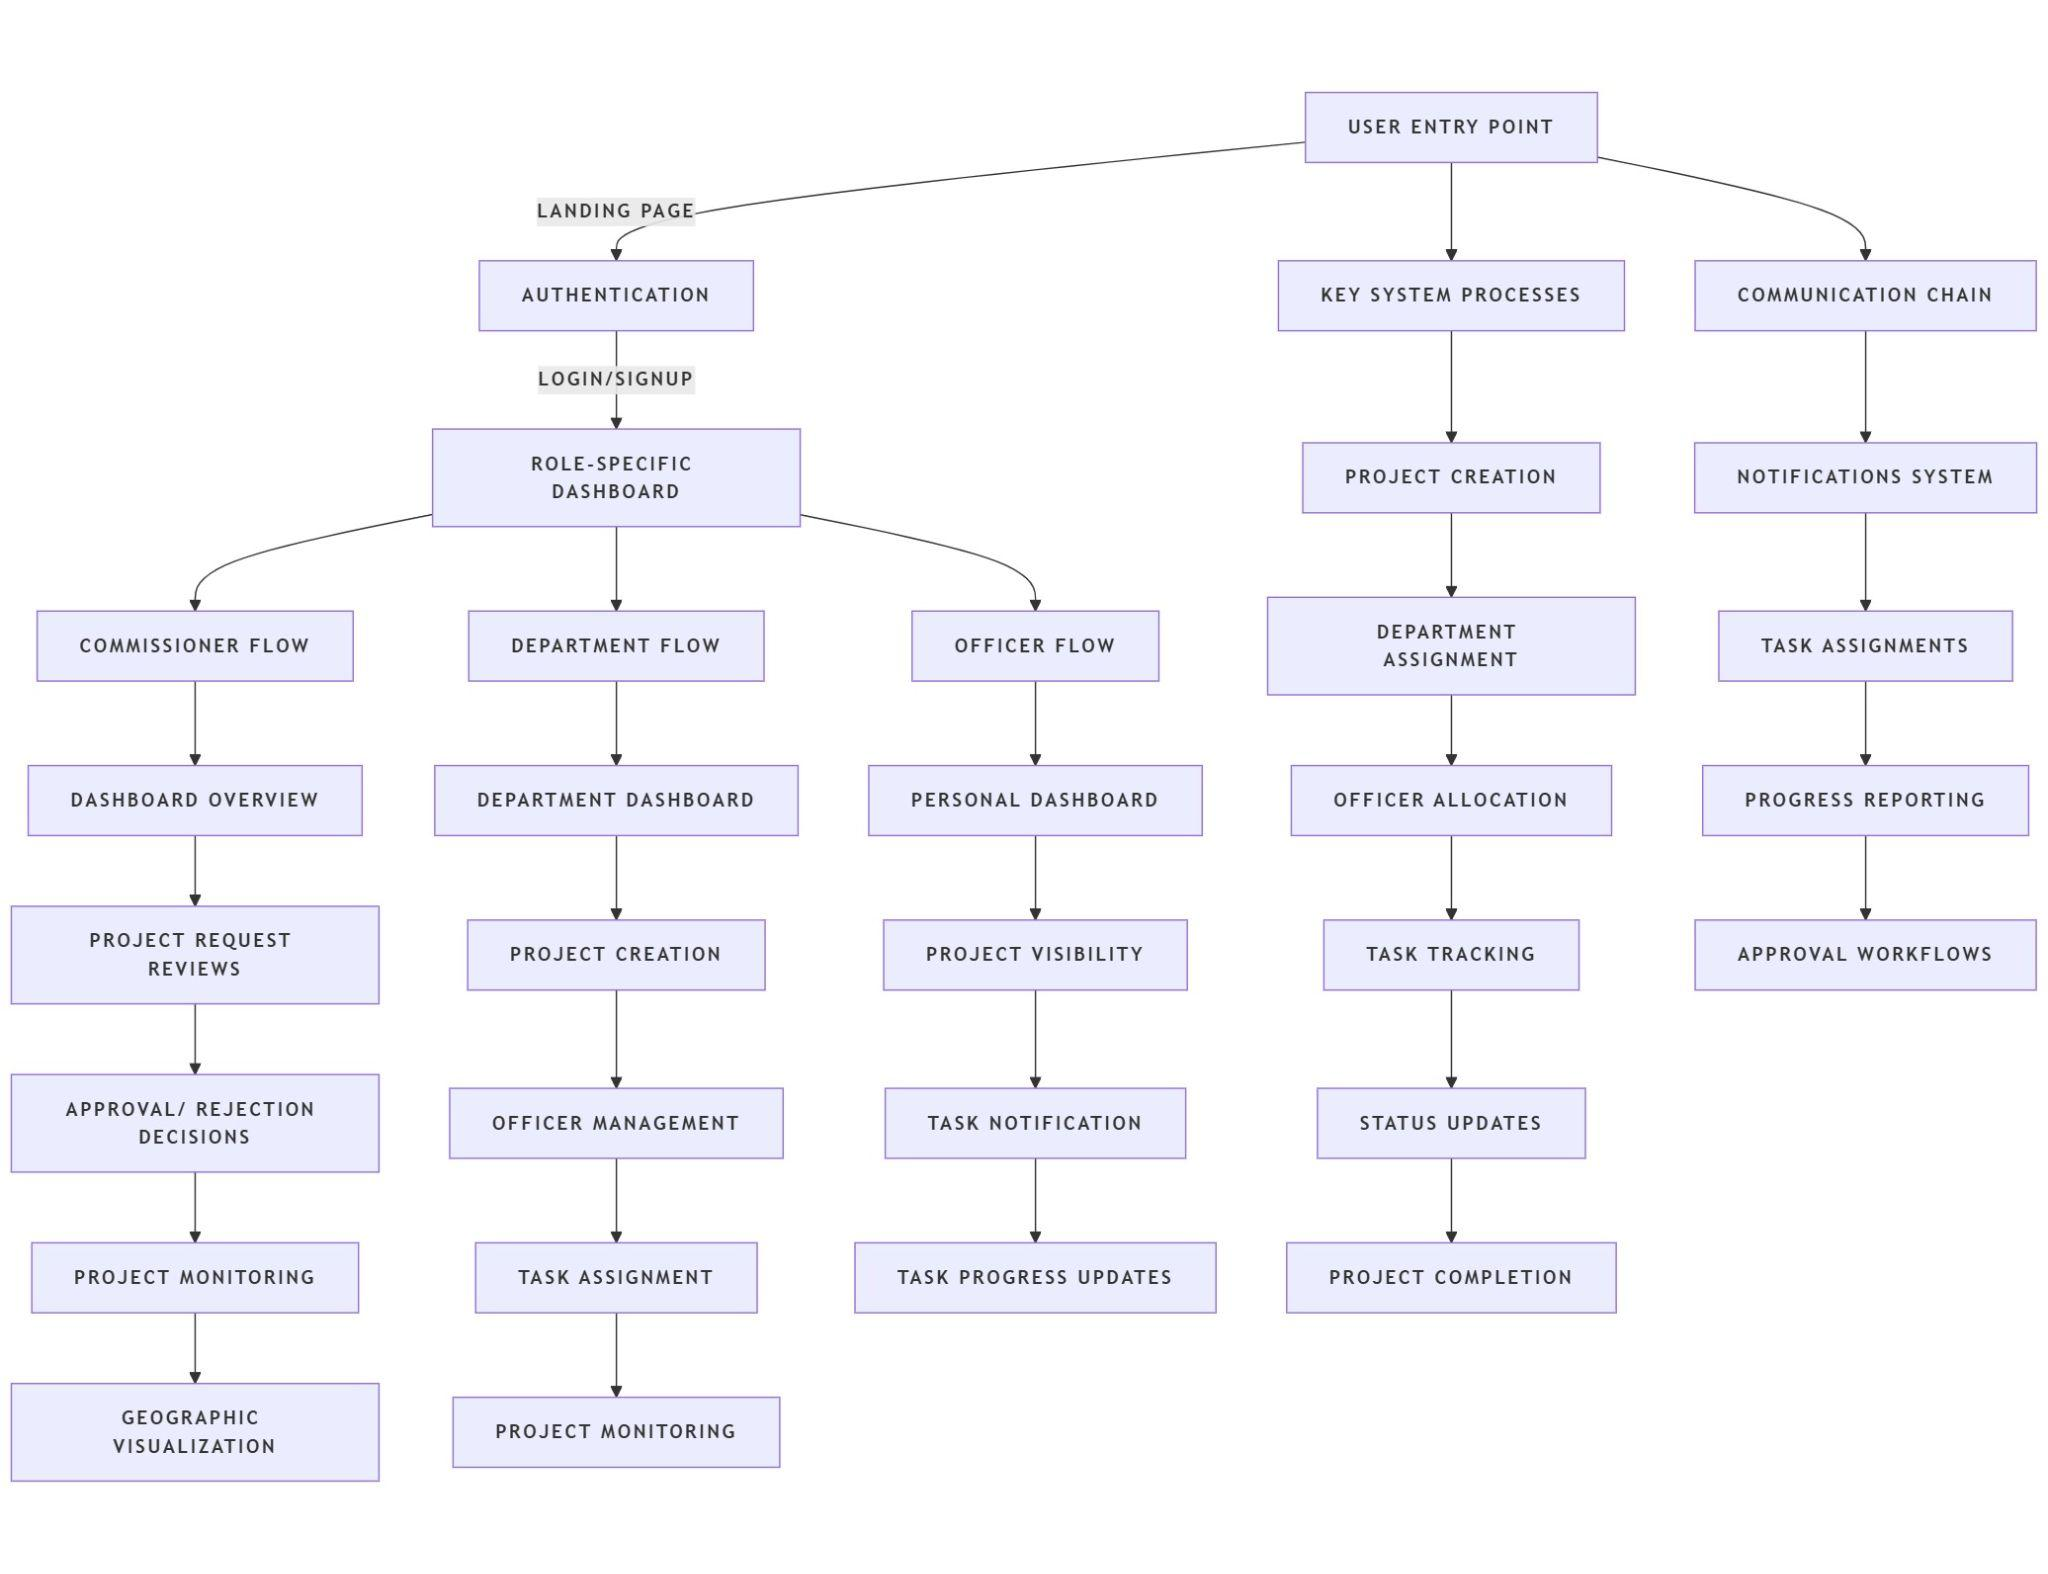 USER ENTRY POINT
LANDING PAGE
AUTHENTICATION
KEY SYSTEM PROCESSES
COMMUNICATION CHAIN
LOGIN/SIGNUP
ROLE-SPECIFIC
DASHBOARD
PROJECT CREATION
NOTIFICATIONS SYSTEM
COMMISSIONER FLOW
DEPARTMENT FLOW
OFFICER FLOW
DEPARTMENT
ASSIGNMENT
TASK ASSIGNMENTS
DASHBOARD OVERVIEW
DEPARTMENT DASHBOARD
PERSONAL DASHBOARD
OFFICER ALLOCATION
PROGRESS REPORTING
PROJECT REQUEST
REVIEWS
PROJECT CREATION
PROJECT VISIBILITY
TASK TRACKING
APPROVAL WORKFLOWS
APPROVAL/ REJECTION
DECISIONS
OFFICER MANAGEMENT
TASK NOTIFICATION
STATUS UPDATES
PROJECT MONITORING
TASK ASSIGNMENT
TASK PROGRESS UPDATES
PROJECT COMPLETION
GEOGRAPHIC
VISUALIZATION
PROJECT MONITORING